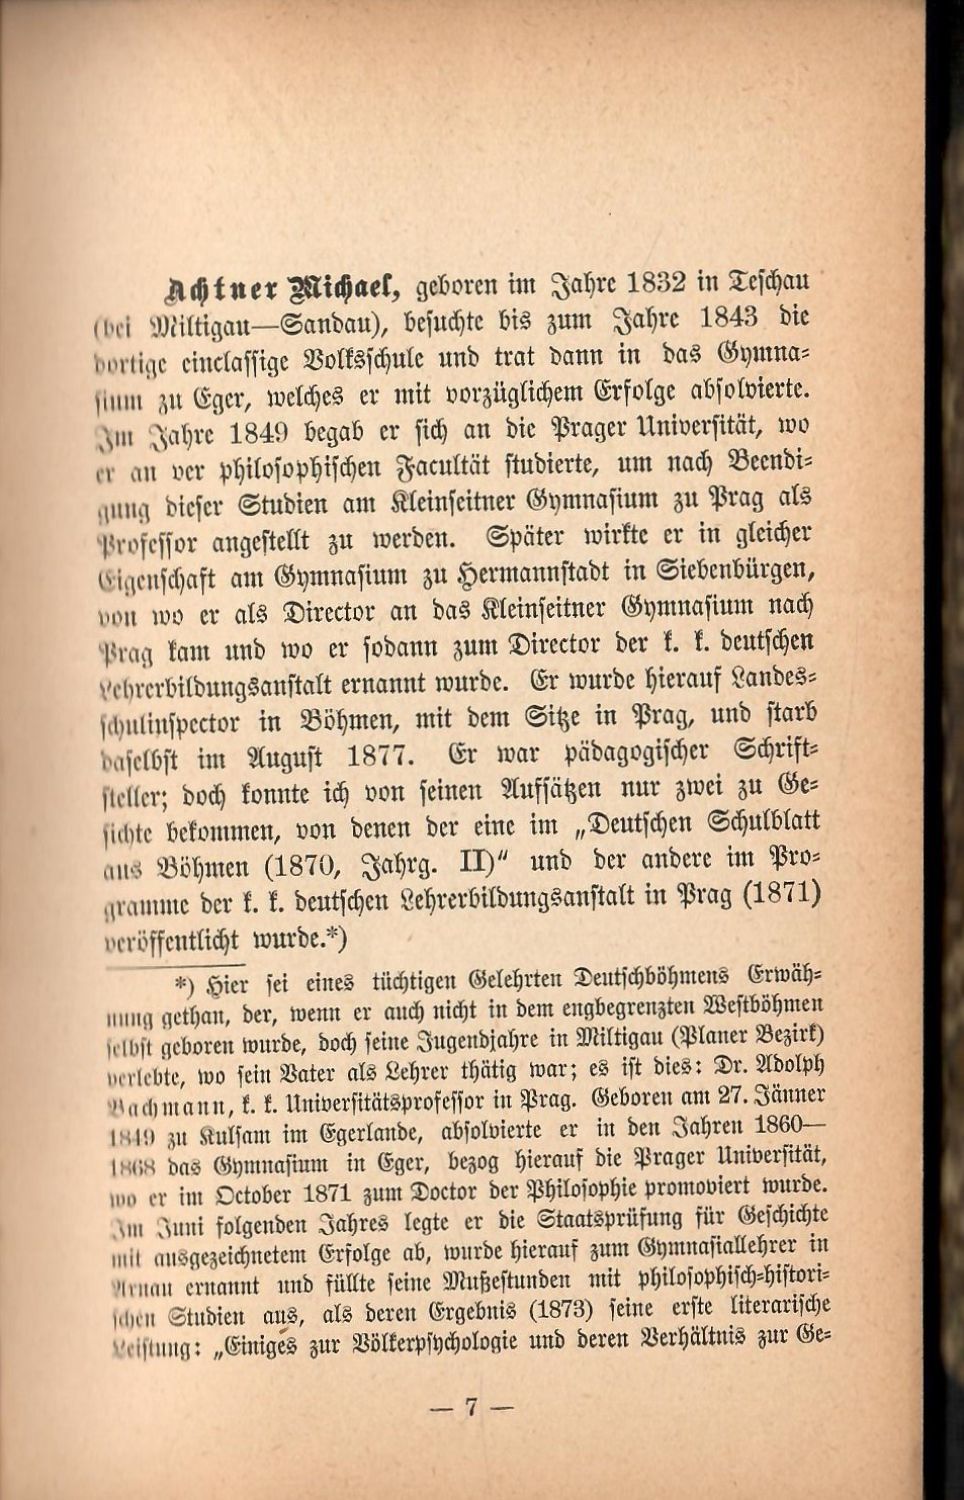 Achtner Michael, geboren im Jahre 1832 in Teschau
(bei Miltigau—Sandau), besuchte bis zum Jahre 1843 die
dortige einclassige Volksschule und trat dann in das Gymna-
sium zu Eger, welches er mit vorzüglichem Erfolge absolvierte.
Im Jahre 1849 begab er sich an die Prager Universität, wo
er an der philosophischen Facultät studierte, um nach Beendi-
gung dieser Studien am Kleinseitner Gymnasium zu Prag als
Professor angestellt zu werden. Später wirkte er in gleicher
Eigenschaft am Gymnasium zu Hermannstadt in Siebenbürgen,
von wo er als Director an das Kleinseitner Gymnasium nach
Prag kam und wo er sodann zum Director der k. k. deutschen
Lehrerbildungsanstalt ernannt wurde. Er wurde hierauf Landes-
schulinspector in Böhmen, mit dem Sitze in Prag, und starb
daselbst im August 1877. Er war pädagogischer Schrift-
steller; doch konnte ich von seinen Aufsätzen nur zwei zu Ge-
sichte bekommen, von denen der eine im „Deutschen Schulblatt
aus Böhmen (1870, Jahrg. II)“ und der andere im Pro-
gramme der k. k. deutschen Lehrerbildungsanstalt in Prag (1871)
veröffentlicht wurde.*)
*) Hier sei eines tüchtigen Gelehrten Deutschböhmens Erwäh-
nung gethan, der, wenn er auch nicht in dem engbegrenzten Westböhmen
selbst geboren wurde, doch seine Jugendjahre in Miltigau (Planer Bezirk)
verlebte, wo sein Vater als Lehrer thätig war; es ist dies: Dr. Adolph
Bachmann, k. k. Universitätsprofessor in Prag. Geboren am 27. Jänner
1849 zu Kulsam im Egerlande, absolvierte er in den Jahren 1860—
1868 das Gymnasium in Eger, bezog hierauf die Prager Universität,
wo er im October 1871 zum Doctor der Philosophie promoviert wurde.
Im Juni folgenden Jahres legte er die Staatsprüfung für Geschichte
mit ausgezeichnetem Erfolge ab, wurde hierauf zum Gymnasiallehrer in
Arnau ernannt und füllte seine Mußestunden mit philosophisch-histori-
schen Studien aus, als deren Ergebnis (1873) seine erste literarische
Leistung: „Einiges zur Völkerpsychologie und deren Verhältnis zur Ge-
— 7 —